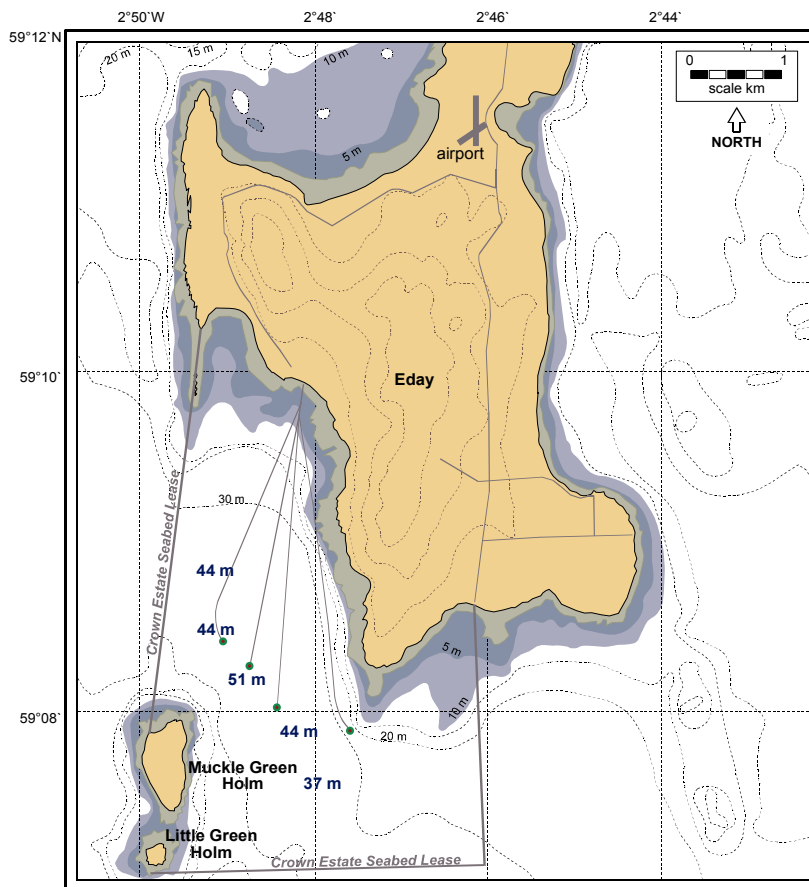 2°50`W
2°48`
2°46`
2°44`
59°12`N
20 m
15 m
10 m
0
1
scale km
NORTH
5 m
airport
59°10`
Eday
Crown Estate Seabed Lease
30 m
44 m
44 m
51 m
5 m
10 m
59°08`
44 m
20 m
Muckle Green
Holm
37 m
Little Green
Holm
Crown Estate Seabed Lease